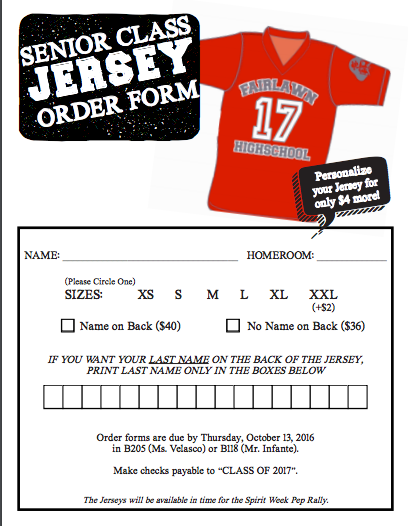 SENIOR CLASS
JERSEY
ORDER FORM
FAIRLAWN
17
HIGHSCHOOL
Personalize
your Jersey for
only $4 more!
NAME: ______________________________ HOMEROOM: ____________
(Please Circle One)
SIZES: XS S M L XL XXL
(+$2)
Name on Back ($40) No Name on Back ($36)
IF YOU WANT YOUR LAST NAME ON THE BACK OF THE JERSEY,
PRINT LAST NAME ONLY IN THE BOXES BELOW
Order forms are due by Thursday, October 13, 2016
in B205 (Ms. Velasco) or B118 (Mr. Infante).
Make checks payable to “CLASS OF 2017”.
The Jerseys will be available in time for the Spirit Week Pep Rally.